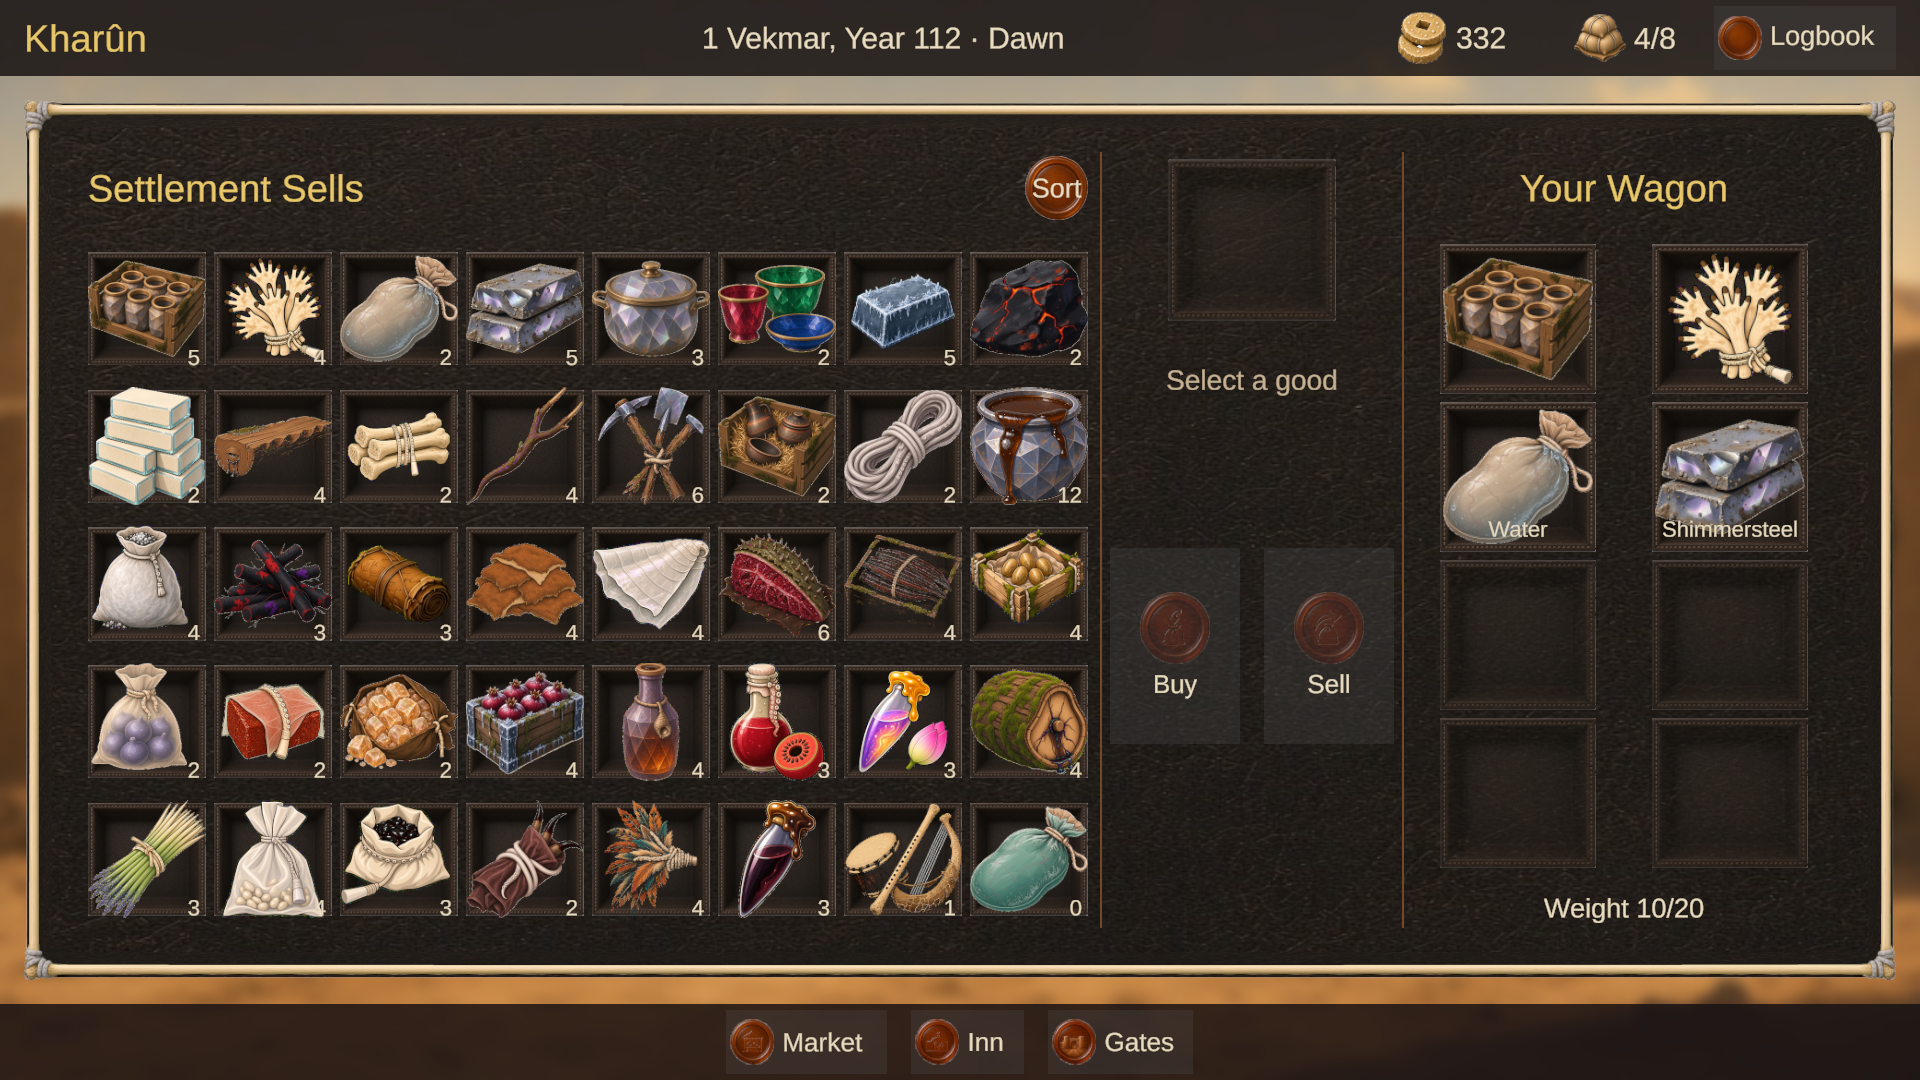 Kharûn
1 Vekmar, Year 112 · Dawn
332
4/8
Logbook
Settlement Sells
Sort
Your Wagon
5 4 2 5 3 2 5 2
Select a good
2 4 2 4 6 2 2 12
Water
Shimmersteel
4 3 3 4 4 6 4 4
Buy
Sell
2 2 2 4 4 3 3 4
3 4 3 2 4 3 1 0
Weight 10/20
Market
Inn
Gates